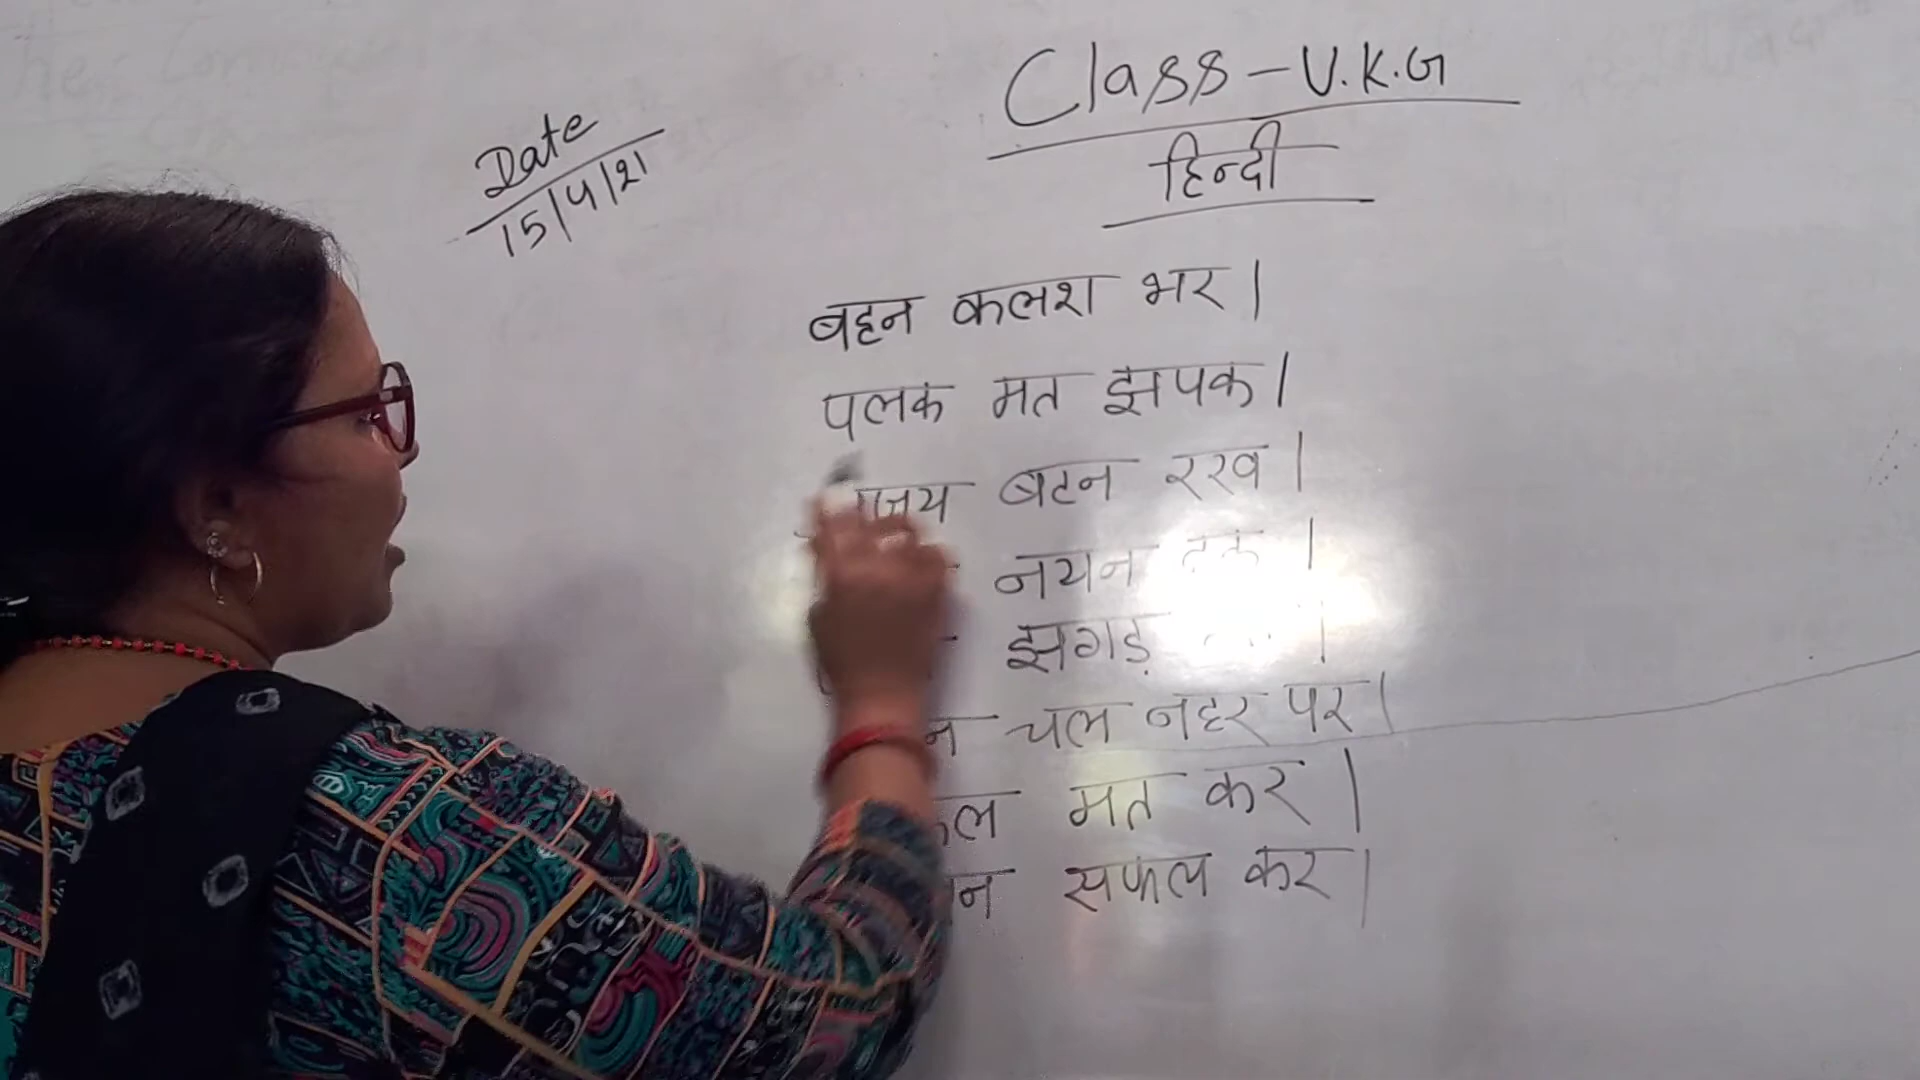 Class - U.K.G
Date
15/4/21
हिन्दी
बहन कलश भर।
पलक मत झपक।
बटन रख।
नयन ढक।
झगड़
चल नहर पर।
मत कर।
सफल कर।